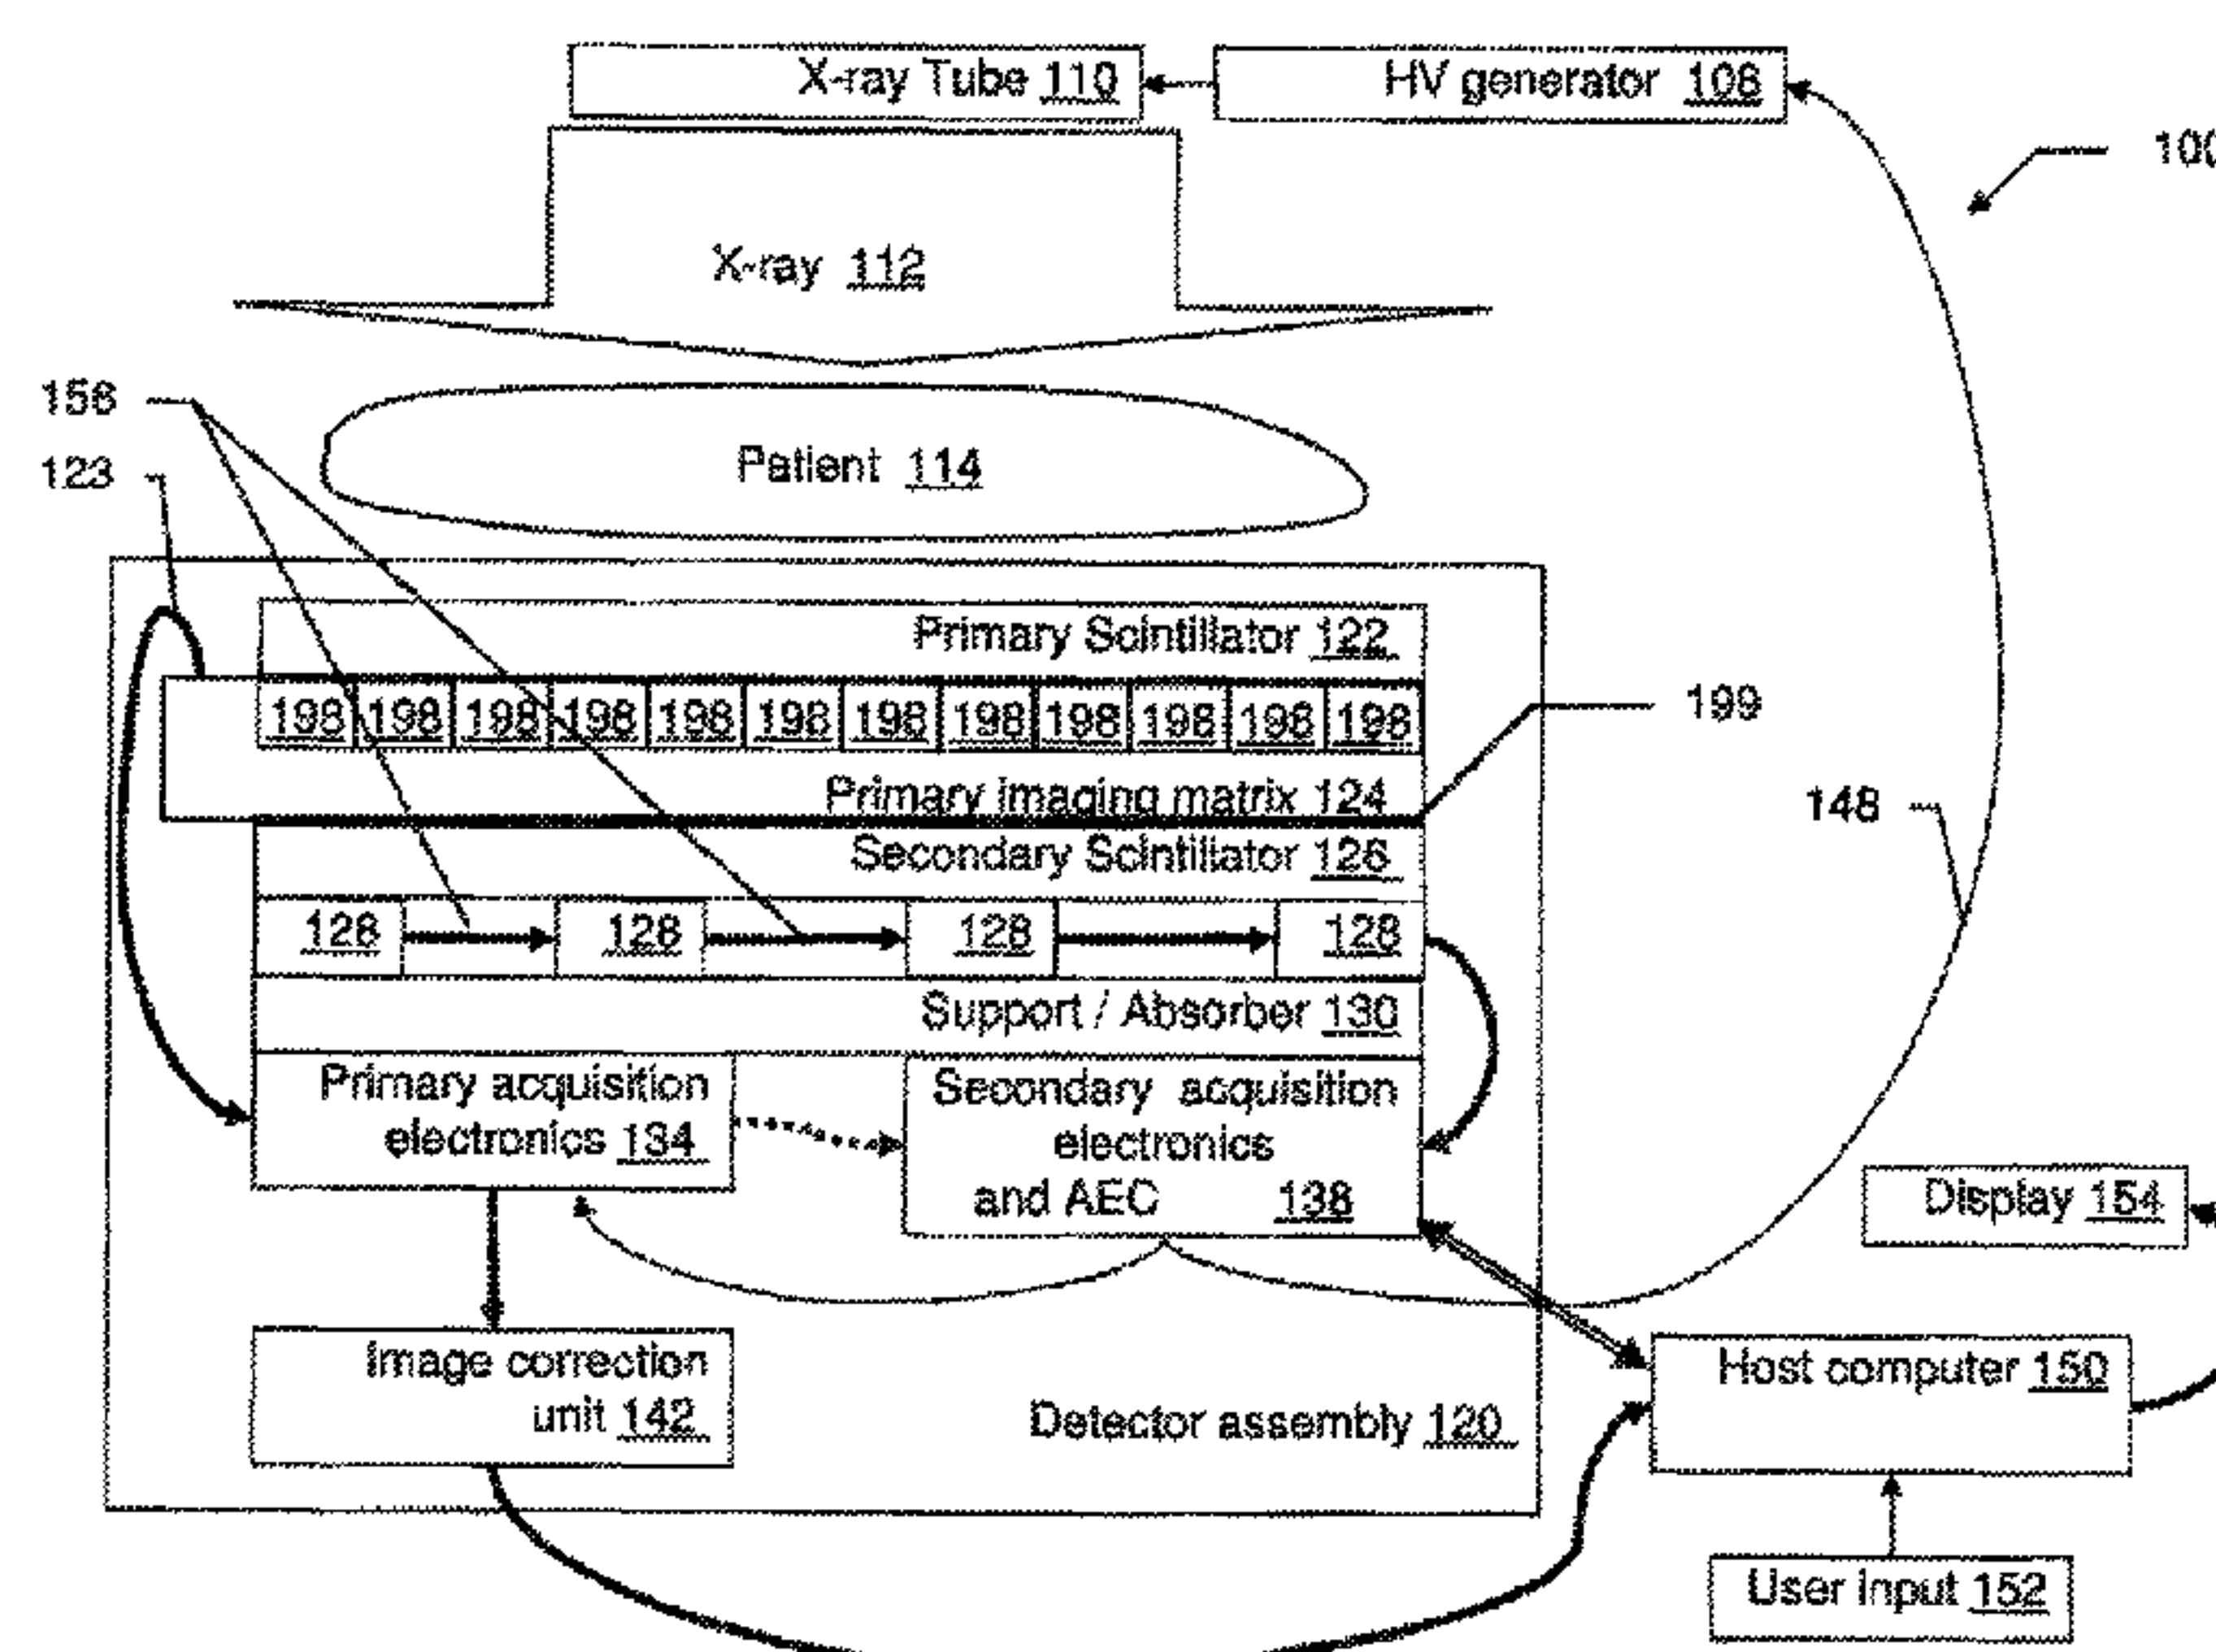 X-ray Tube 110
HV generator 108
100
X-ray 112
156
123
Patient 114
Primary Scintillator 122
198 198 198 198 198 198 198 198 198 198 198 198
199
Primary imaging matrix 124
148
Secondary Scintillator 126
128 128 128 128
Support / Absorber 130
Primary acquisition
electronics 134
Secondary acquisition
electronics
and AEC 138
Display 154
Image correction
unit 142
Host computer 150
Detector assembly 120
User input 152